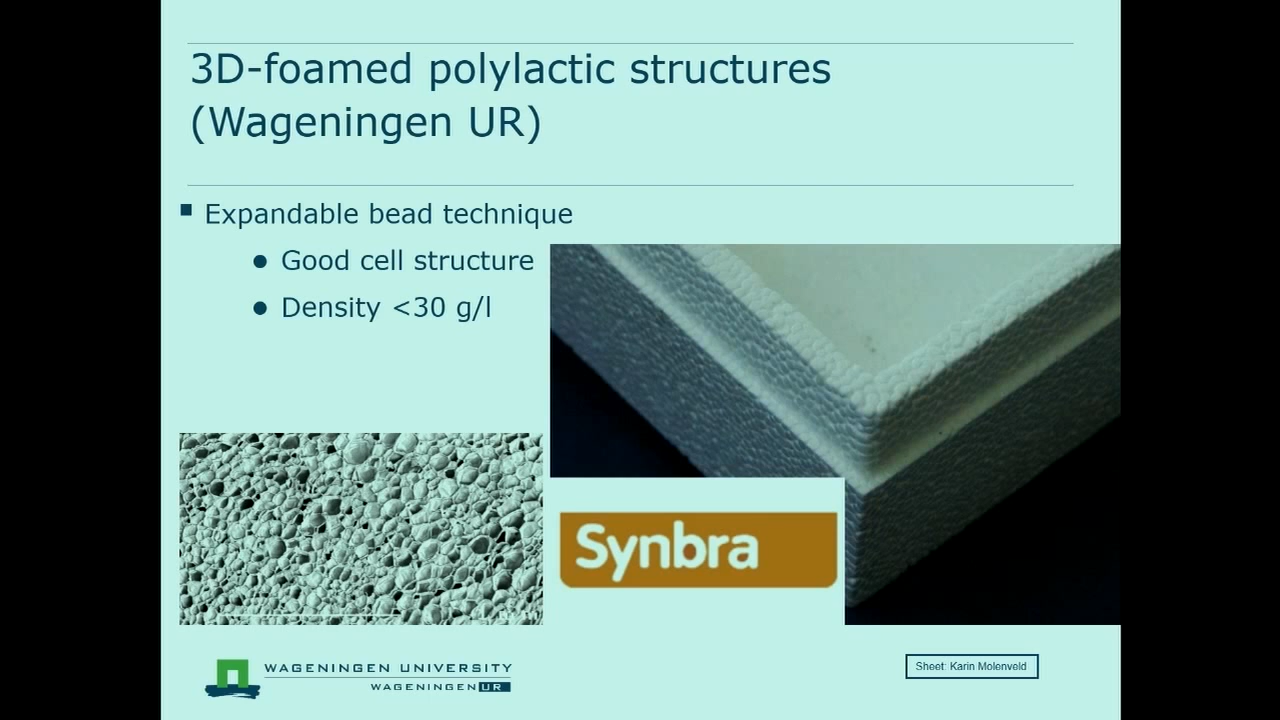 3D-foamed polylactic structures
(Wageningen UR)
Expandable bead technique
Good cell structure
Density <30 g/l
Synbra
WAGENINGEN UNIVERSITY
WAGENINGEN UR
Sheet: Karin Molenveld